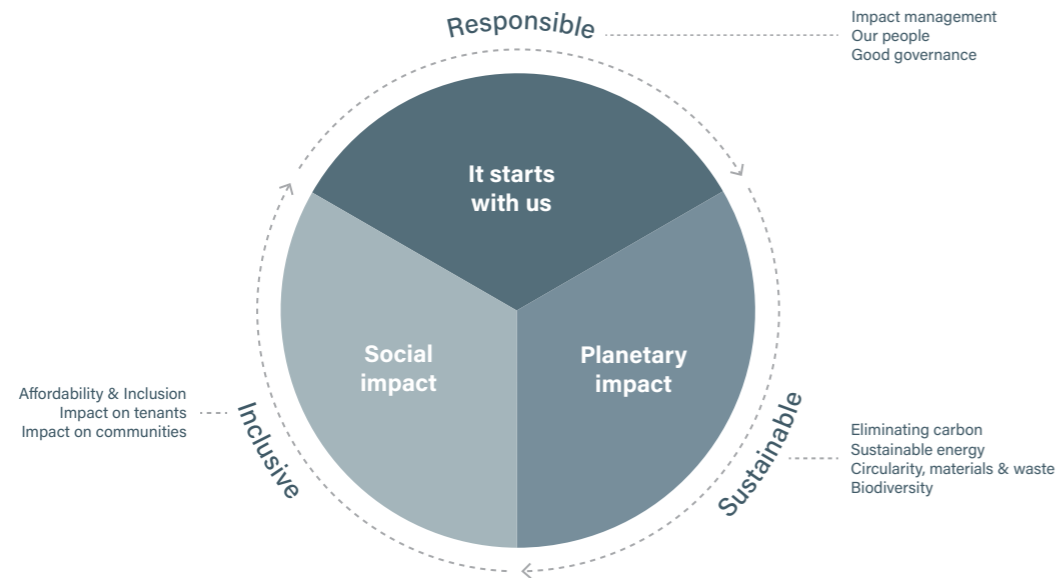 Responsible
Impact management
Our people
Good governance
It starts
with us
Social
impact
Planetary
impact
Affordability & Inclusion
Impact on tenants
Impact on communities
Inclusive
Sustainable
Eliminating carbon
Sustainable energy
Circularity, materials & waste
Biodiversity